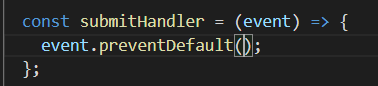 const submitHandler = (event) => {
  event.preventDefault();
};